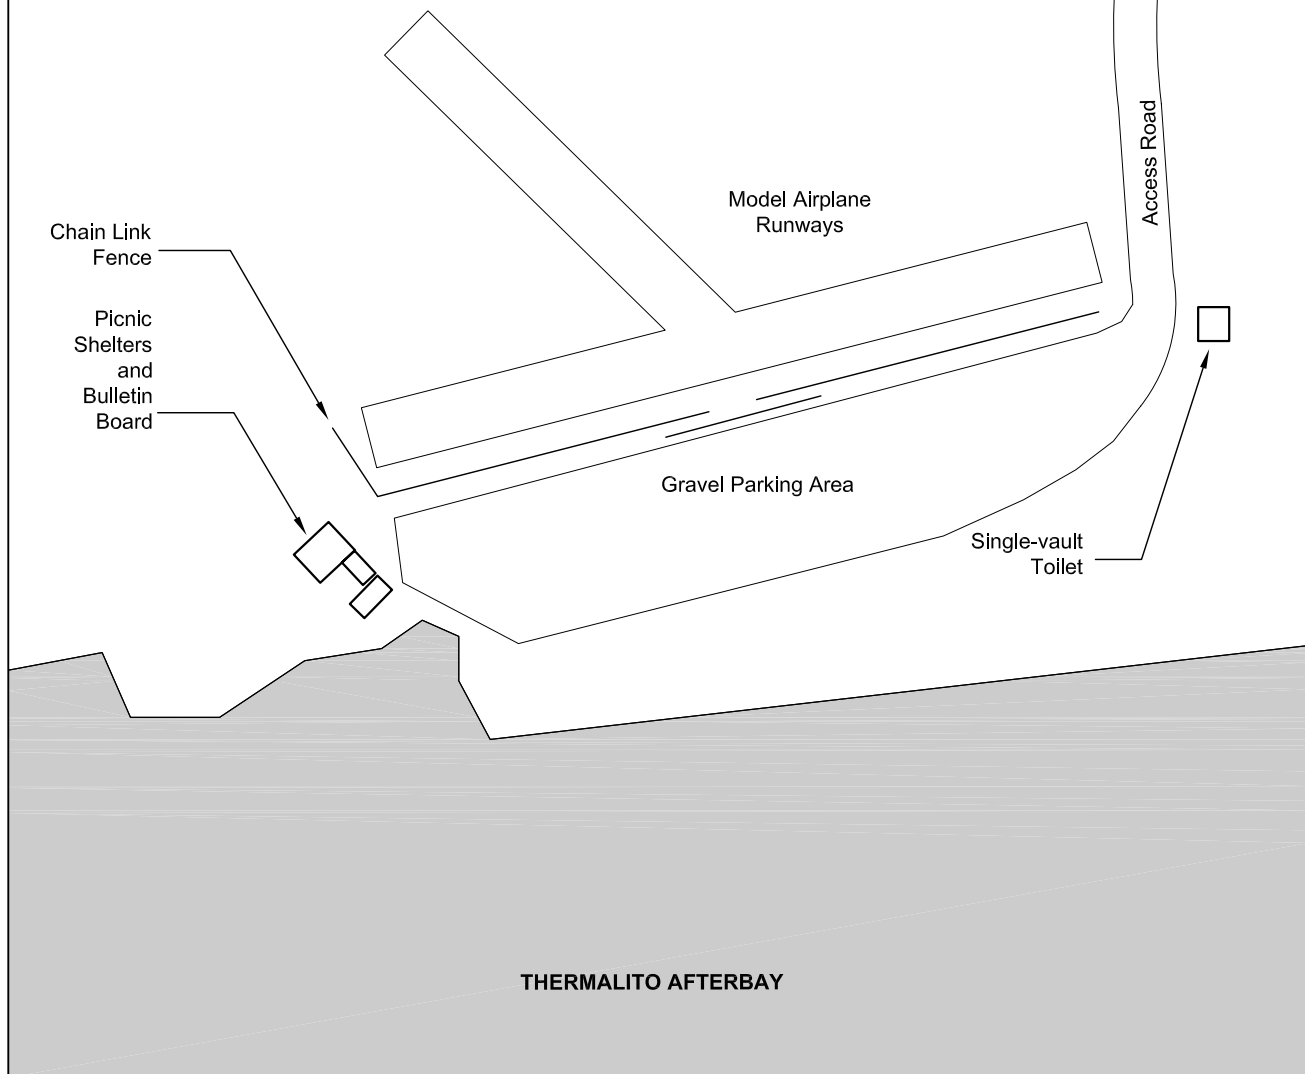 Access Road
Model Airplane
Runways
Chain Link
Fence
Picnic
Shelters
and
Bulletin
Board
Gravel Parking Area
Single-vault
Toilet
THERMALITO AFTERBAY